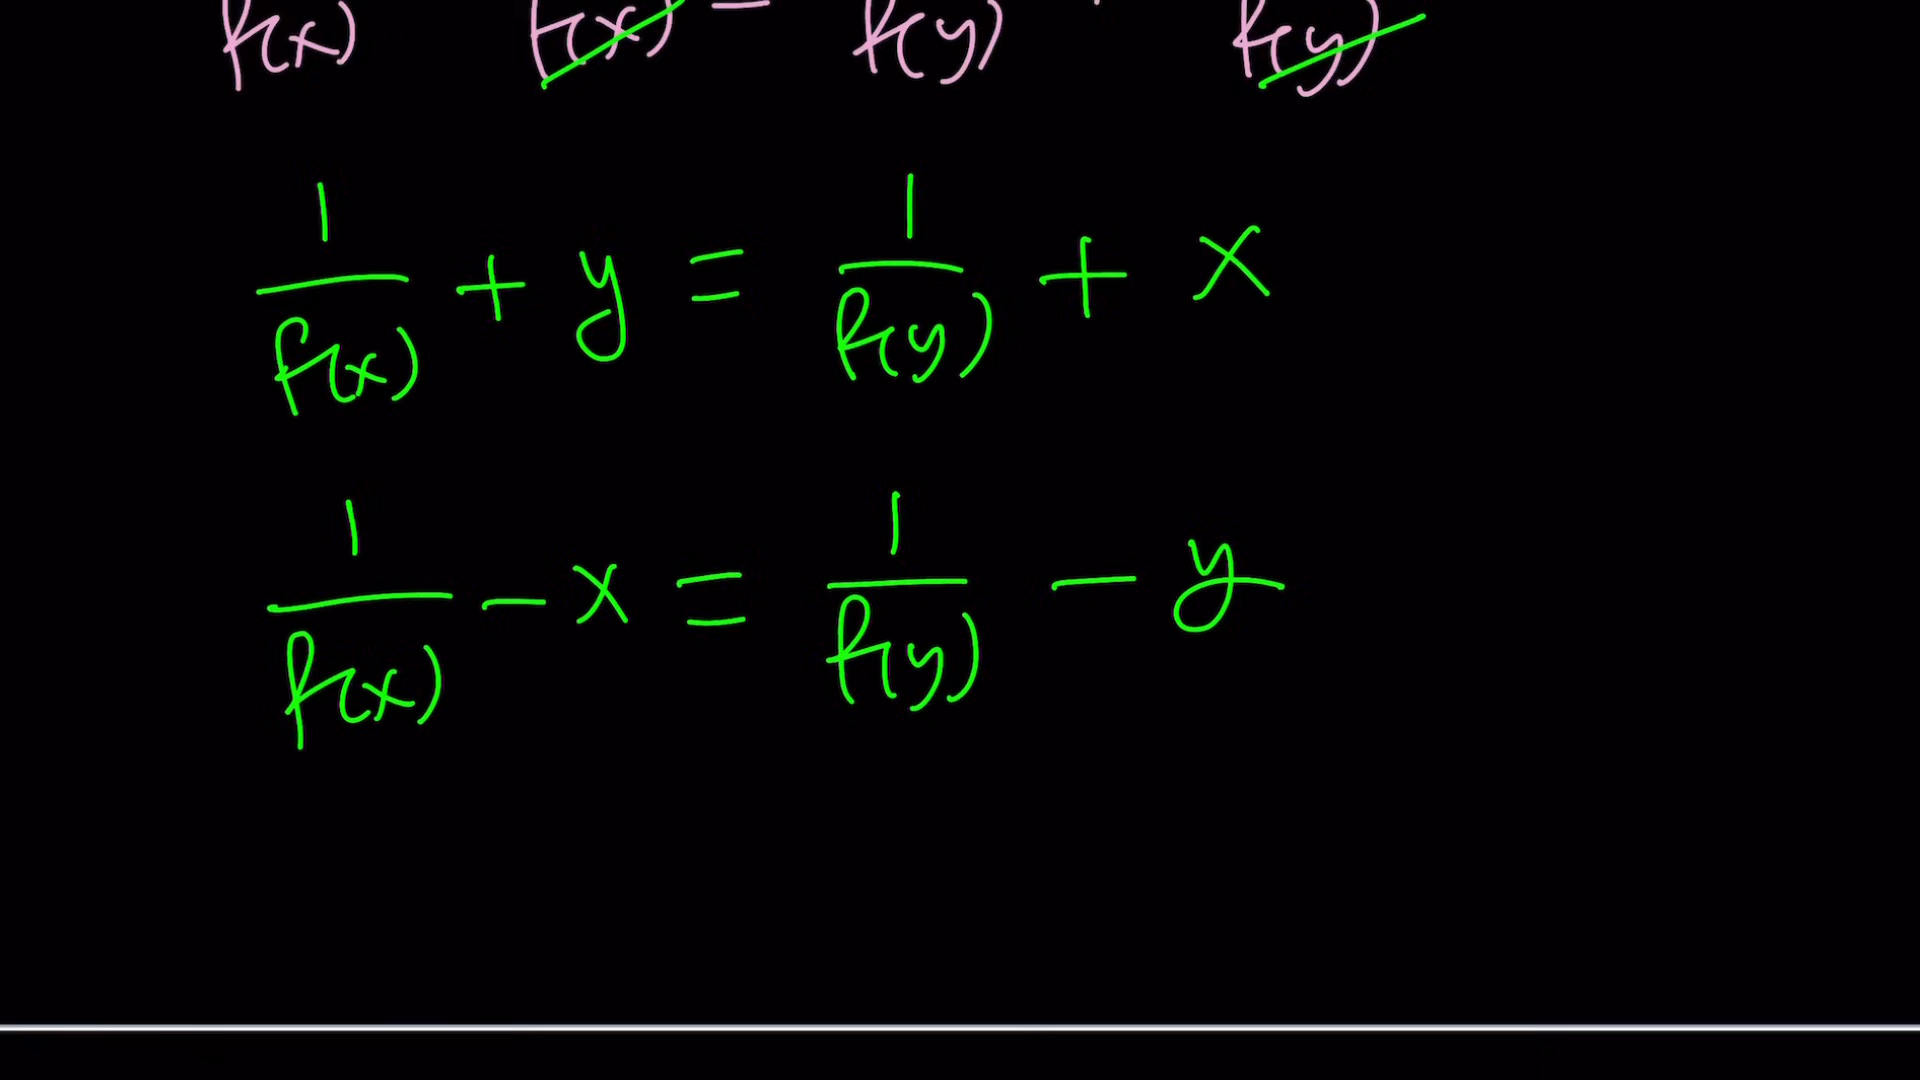 f(x) f(x) = f(y) f(y)
1/f(x) + y = 1/f(y) + x
1/f(x) - x = 1/f(y) - y